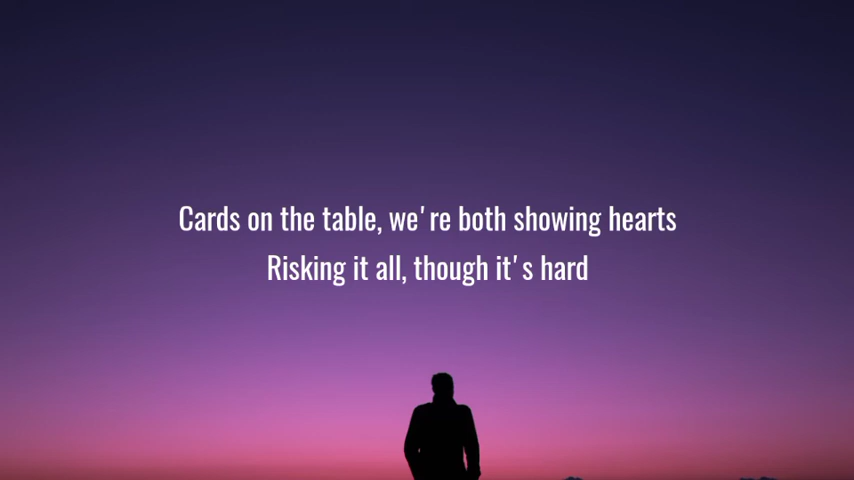 Cards on the table, we're both showing hearts
Risking it all, though it's hard